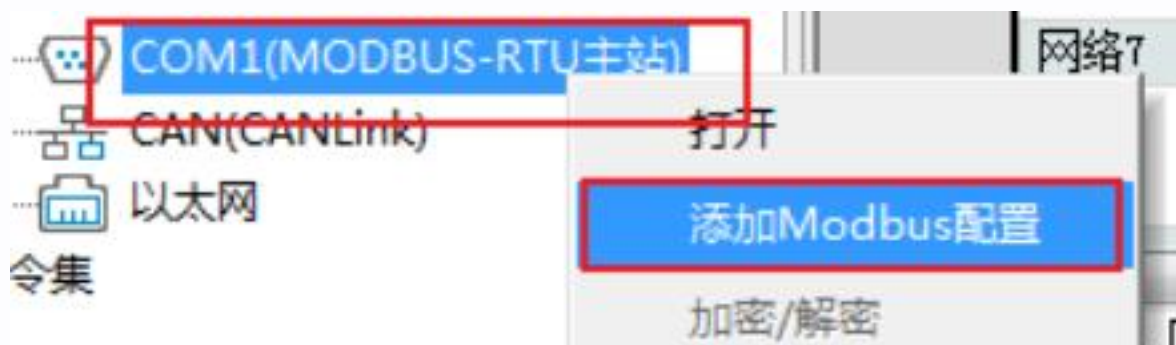 COM1(MODBUS-RTU主站)
网络7
CAN(CANLink)
打开
以太网
添加Modbus配置
令集
加密/解密